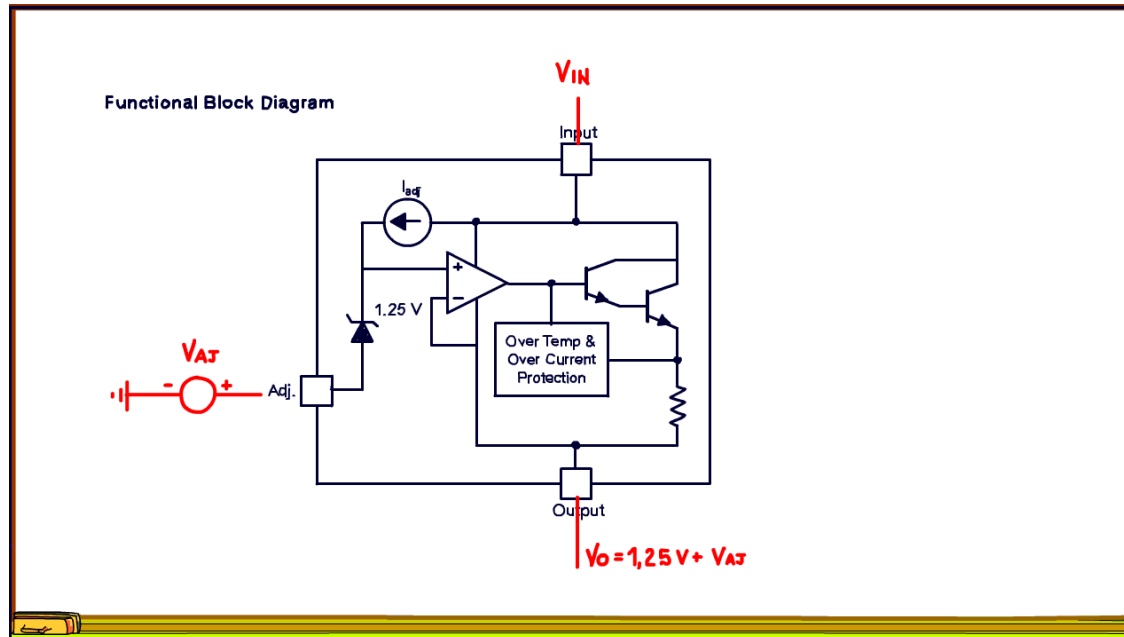 VIN
Functional Block Diagram
Input
Iadj
+
1.25 V
−
Over Temp &
Over Current
Protection
VAJ
- +
Adj.
Output
VO = 1,25 V + VAJ